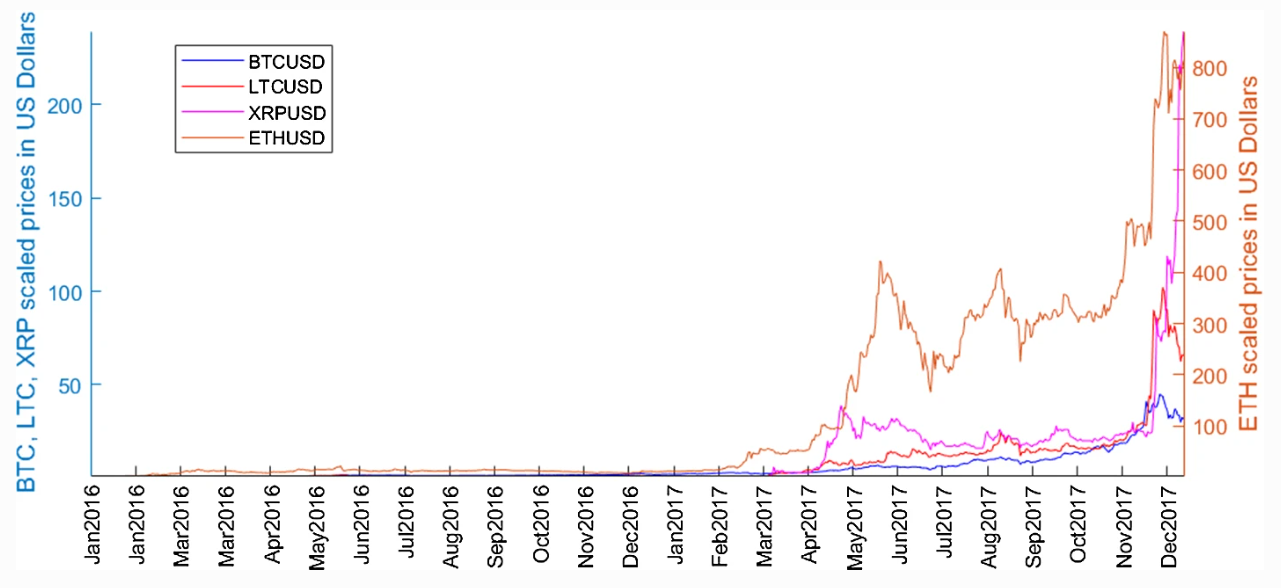 BTC, LTC, XRP scaled prices in US Dollars
200
150
100
50
BTCUSD
LTCUSD
XRPUSD
ETHUSD
800
700
600
500
400
300
200
100
ETH scaled prices in US Dollars
Jan2016
Jan2016
Mar2016
Mar2016
Apr2016
May2016
Jun2016
Jul2016
Aug2016
Sep2016
Oct2016
Nov2016
Dec2016
Jan2017
Feb2017
Mar2017
Apr2017
May2017
Jun2017
Jul2017
Aug2017
Sep2017
Oct2017
Nov2017
Dec2017